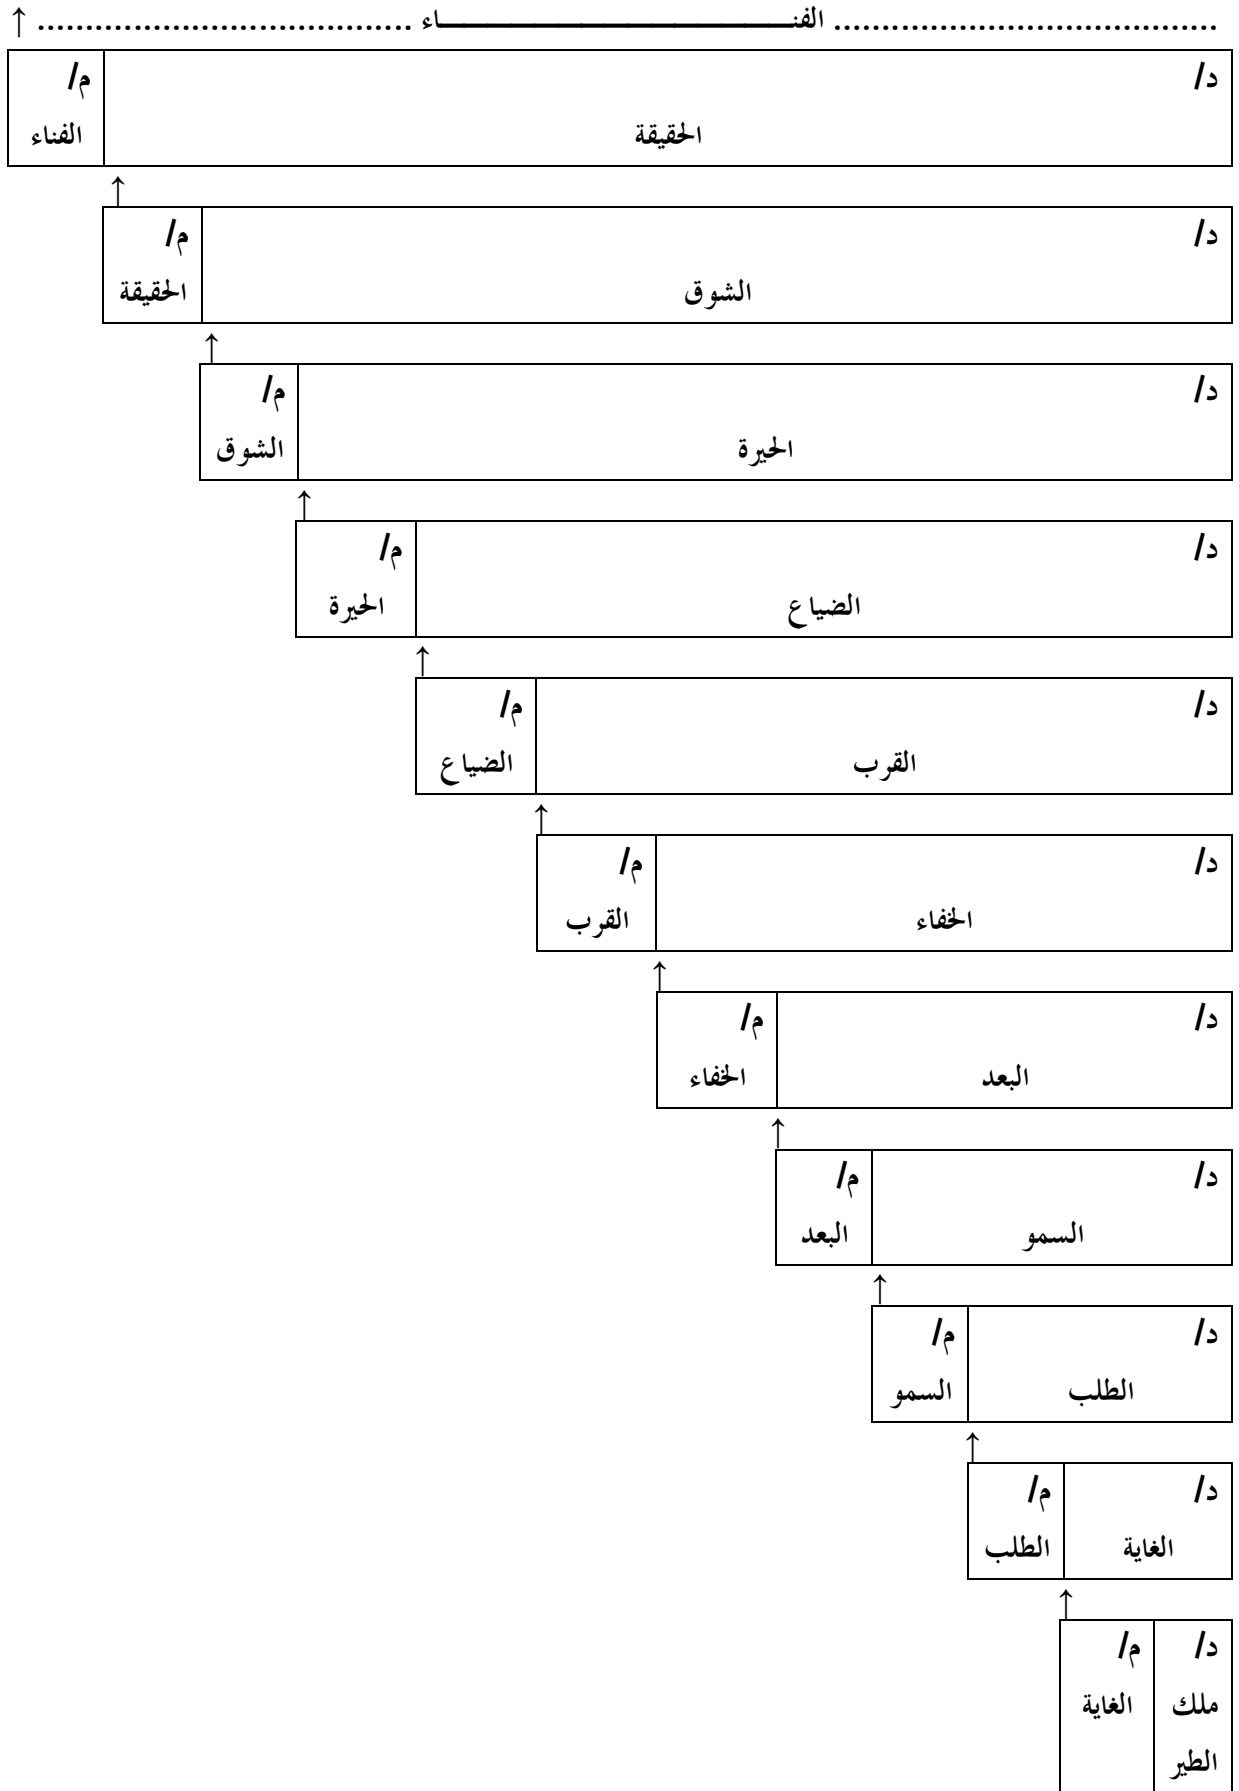 ..................................... الفنـــــــــــــــــــــــــــــــاء .................................... ↑
د/ م/
الحقيقة الفناء
↑
د/ م/
الشوق الحقيقة
↑
د/ م/
الحيرة الشوق
↑
د/ م/
الضياع الحيرة
↑
د/ م/
القرب الضياع
↑
د/ م/
الخفاء القرب
↑
د/ م/
البعد الخفاء
↑
د/ م/
السمو البعد
↑
د/ م/
الطلب السمو
↑
د/ م/
الغاية الطلب
↑
د/ م/
ملك الغاية
الطير